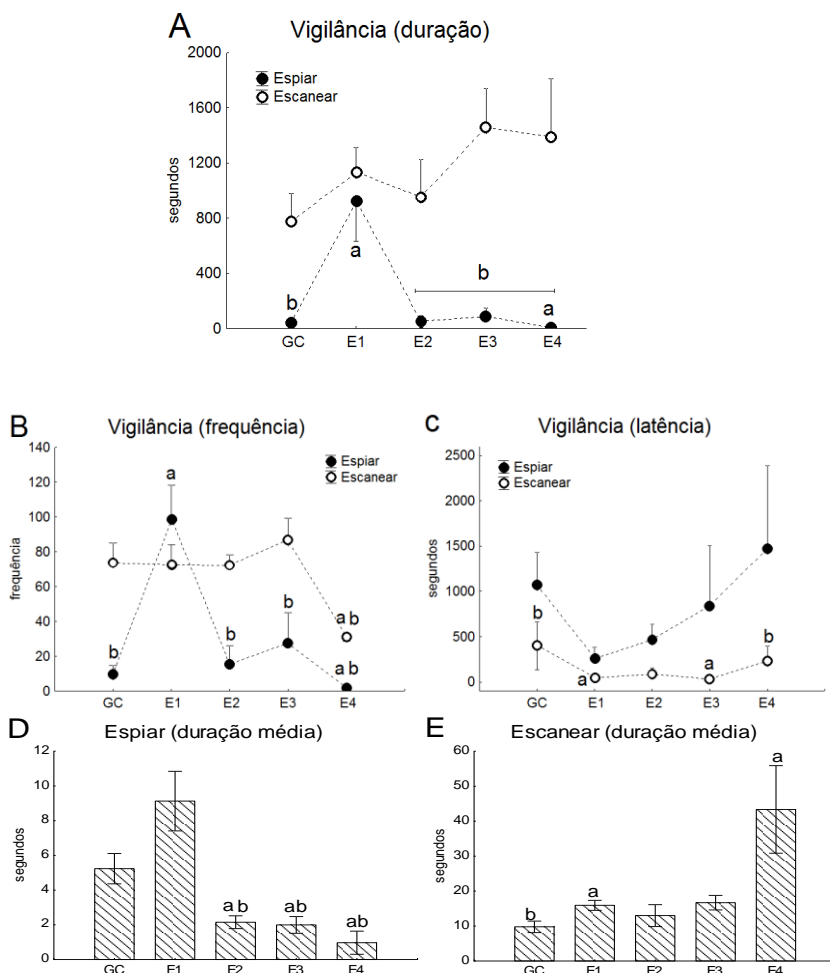 A
Vigilância (duração)
2000
1600
1200
800
400
0
segundos
Espiar
Escanear
b
a
b
a
GC E1 E2 E3 E4
B
Vigilância (frequência)
140
120
100
80
60
40
20
0
frequência
Espiar
Escanear
a
b
b
b
a b
a b
GC E1 E2 E3 E4
C
Vigilância (latência)
2500
2000
1500
1000
500
0
segundos
Espiar
Escanear
b
a
a
b
GC E1 E2 E3 E4
D
Espiar (duração média)
12
10
8
6
4
2
0
segundos
a b
ab
ab
GC E1 E2 E3 E4
E
Escanear (duração média)
60
50
40
30
20
10
0
segundos
b
a
a
GC E1 E2 E3 E4